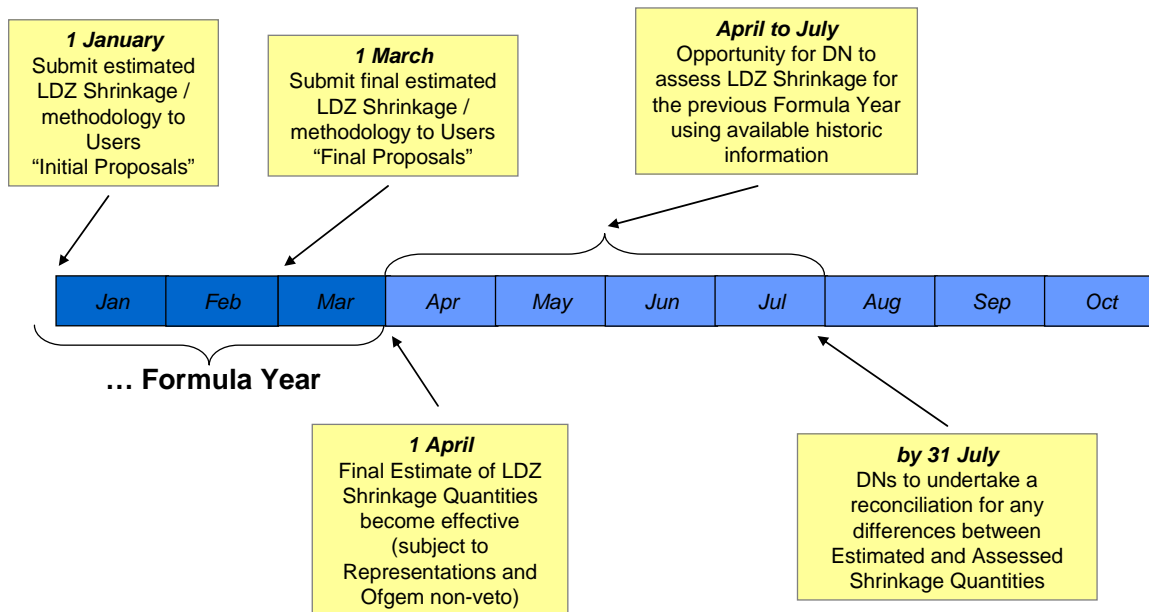 1 January
Submit estimated
LDZ Shrinkage /
methodology to
Users
“Initial Proposals”
1 March
Submit final estimated
LDZ Shrinkage /
methodology to Users
“Final Proposals”
April to July
Opportunity for DN to
assess LDZ Shrinkage for
the previous Formula Year
using available historic
information
Jan Feb Mar Apr May Jun Jul Aug Sep Oct
… Formula Year
1 April
Final Estimate of LDZ
Shrinkage Quantities
become effective
(subject to
Representations and
Ofgem non-veto)
by 31 July
DNs to undertake a
reconciliation for any
differences between
Estimated and Assessed
Shrinkage Quantities